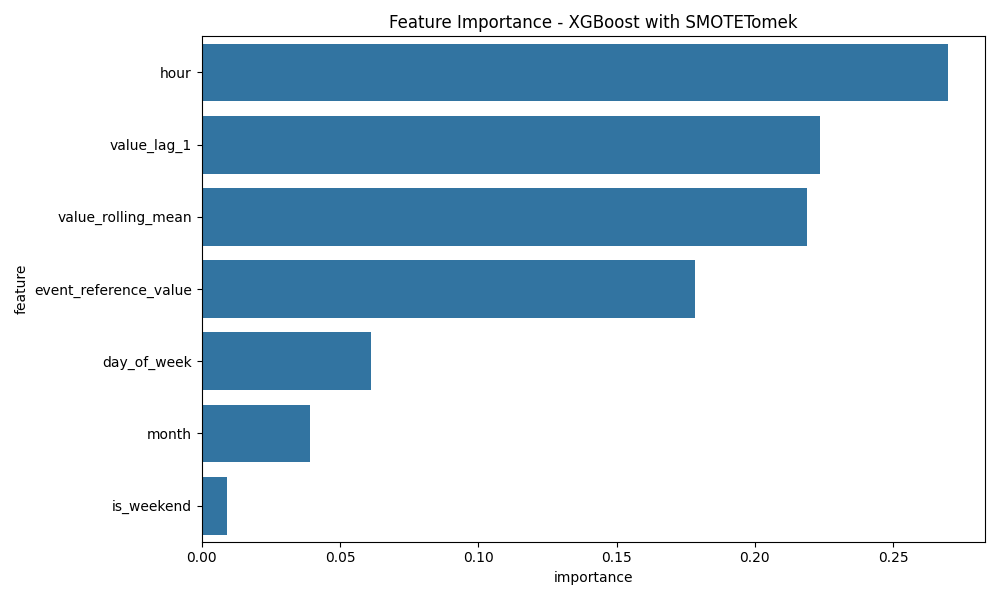 Feature Importance - XGBoost with SMOTETomek
feature
hour
value_lag_1
value_rolling_mean
event_reference_value
day_of_week
month
is_weekend
0.00 0.05 0.10 0.15 0.20 0.25
importance